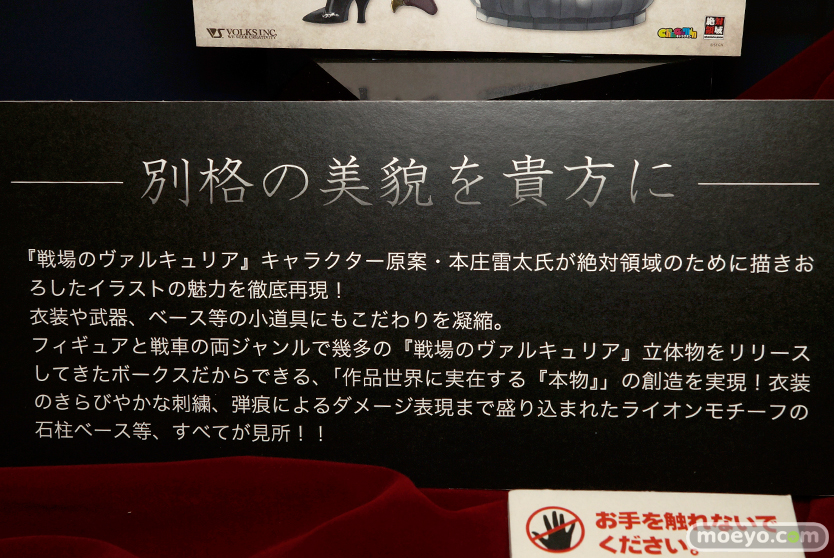 VOLKS INC.
絶対領域
別格の美貌を貴方に
『戦場のヴァルキュリア』キャラクター原案・本庄雷太氏が絶対領域のために描きお
ろしたイラストの魅力を徹底再現！
衣装や武器、ベース等の小道具にもこだわりを凝縮。
フィギュアと戦車の両ジャンルで幾多の『戦場のヴァルキュリア』立体物をリリース
してきたボークスだからできる、「作品世界に実在する『本物』」の創造を実現！衣装
のきらびやかな刺繍、弾痕によるダメージ表現まで盛り込まれたライオンモチーフの
石柱ベース等、すべてが見所！！
お手を触れないで
ください。
moeyo.com